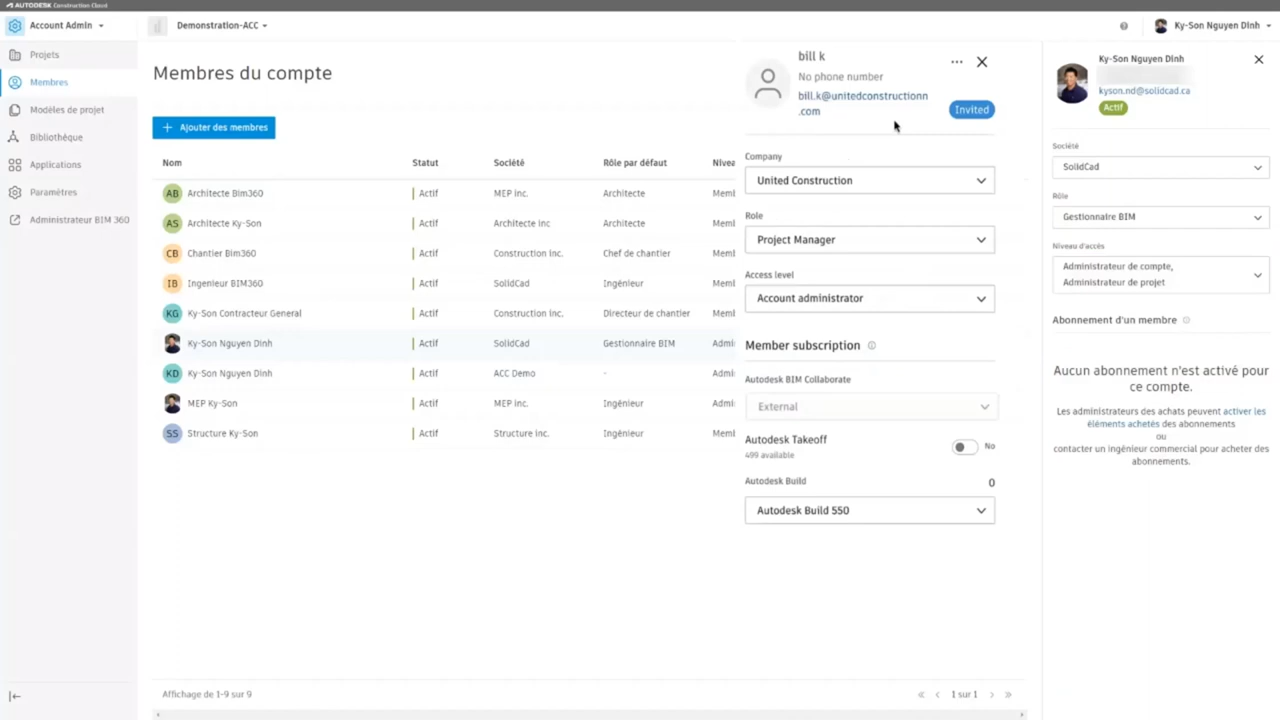 AUTODESK Construction Cloud
Account Admin
Demonstration-ACC
Ky-Son Nguyen Dinh
Projets
Membres
Modèles de projet
Bibliothèque
Applications
Paramètres
Administrateur BIM 360
Membres du compte
Ajouter des membres
Nom Statut Société Rôle par défaut Nivea
AB Architecte Bim360 Actif MEP inc. Architecte Meml
AS Architecte Ky-Son Actif Architecte inc Architecte Meml
CB Chantier Bim360 Actif Construction inc. Chef de chantier Meml
IB Ingenieur BIM360 Actif SolidCad Ingénieur Meml
KG Ky-Son Contracteur General Actif Construction inc. Directeur de chantier Meml
Ky-Son Nguyen Dinh Actif SolidCad Gestionnaire BIM Admi
KD Ky-Son Nguyen Dinh Actif ACC Demo - Admi
MEP Ky-Son Actif MEP inc. Ingénieur Admi
SS Structure Ky-Son Actif Structure inc. Ingénieur Meml
Affichage de 1-9 sur 9
1 sur 1
bill k
No phone number
bill.k@unitedconstructionn
.com
Invited
Company
United Construction
Role
Project Manager
Access level
Account administrator
Member subscription
Autodesk BIM Collaborate
External
Autodesk Takeoff
499 available
No
Autodesk Build 0
Autodesk Build 550
Ky-Son Nguyen Dinh
kyson.nd@solidcad.ca
Actif
Société
SolidCad
Rôle
Gestionnaire BIM
Niveau d'accès
Administrateur de compte,
Administrateur de projet
Abonnement d'un membre
Aucun abonnement n'est activé pour
ce compte.
Les administrateurs des achats peuvent activer les
éléments achetés des abonnements
ou
contacter un ingénieur commercial pour acheter des
abonnements.